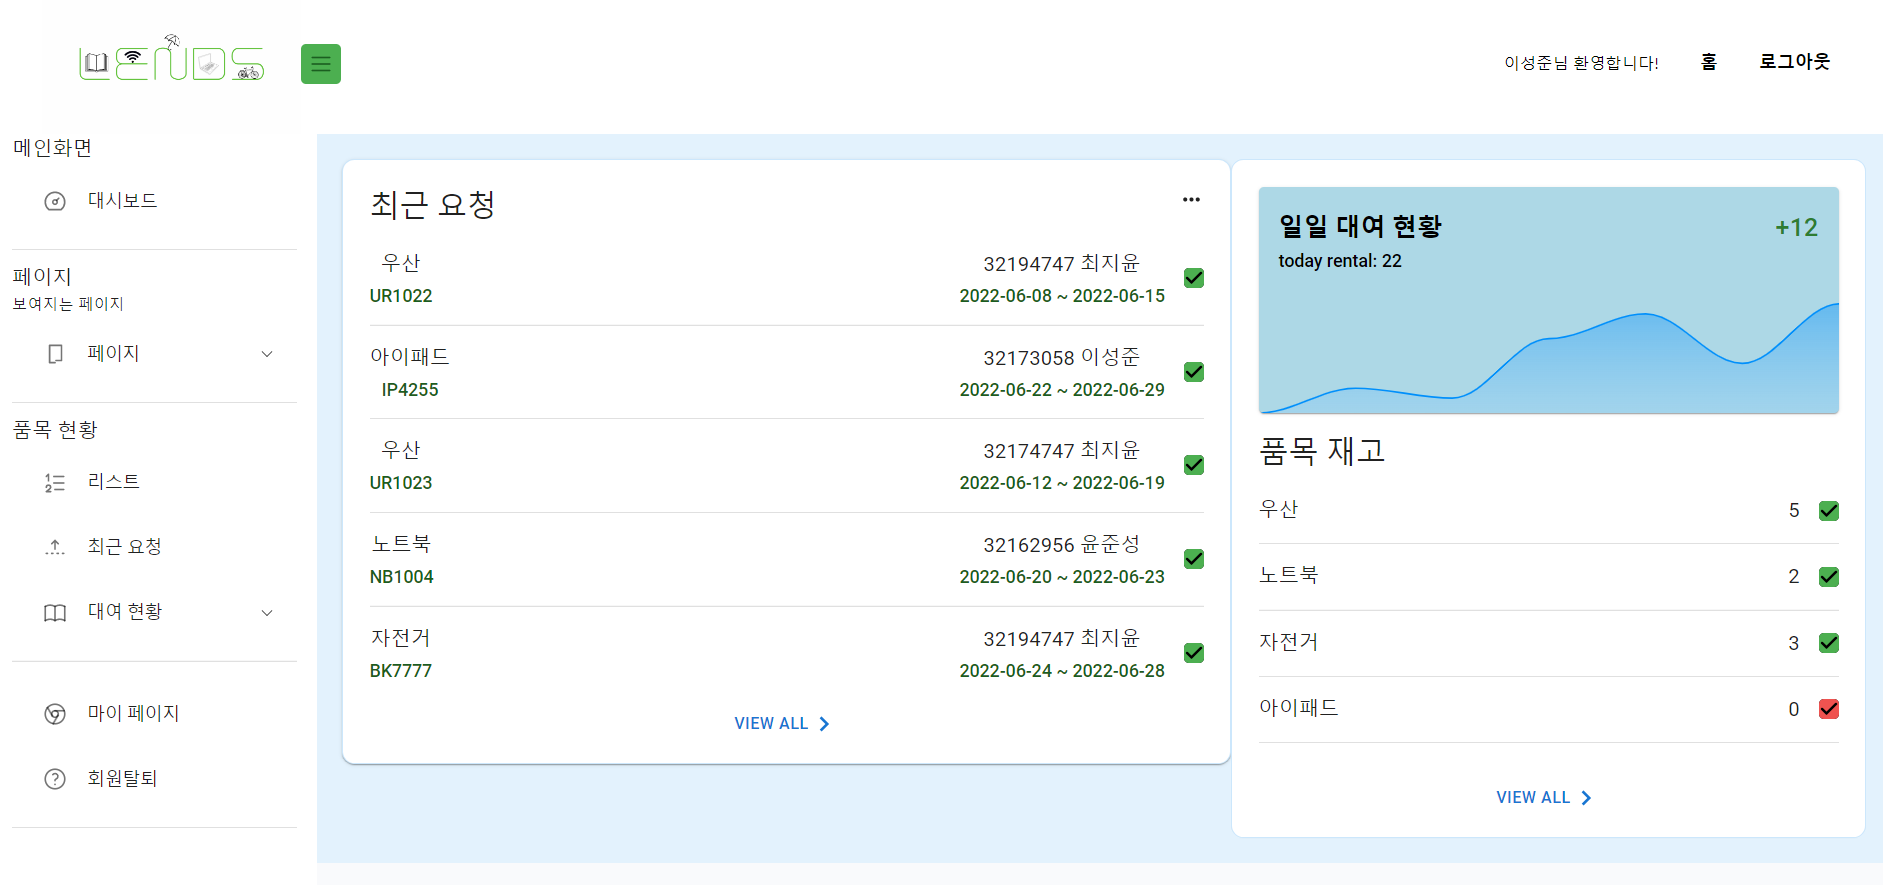 LENDS
이성준님 환영합니다!
홈
로그아웃
메인화면
대시보드
페이지
보여지는 페이지
페이지
품목 현황
리스트
최근 요청
대여 현황
마이 페이지
회원탈퇴
최근 요청
우산
32194747 최지윤
UR1022
2022-06-08 ~ 2022-06-15
아이패드
32173058 이성준
IP4255
2022-06-22 ~ 2022-06-29
우산
32174747 최지윤
UR1023
2022-06-12 ~ 2022-06-19
노트북
32162956 윤준성
NB1004
2022-06-20 ~ 2022-06-23
자전거
32194747 최지윤
BK7777
2022-06-24 ~ 2022-06-28
VIEW ALL
일일 대여 현황
+12
today rental: 22
품목 재고
우산 5
노트북 2
자전거 3
아이패드 0
VIEW ALL